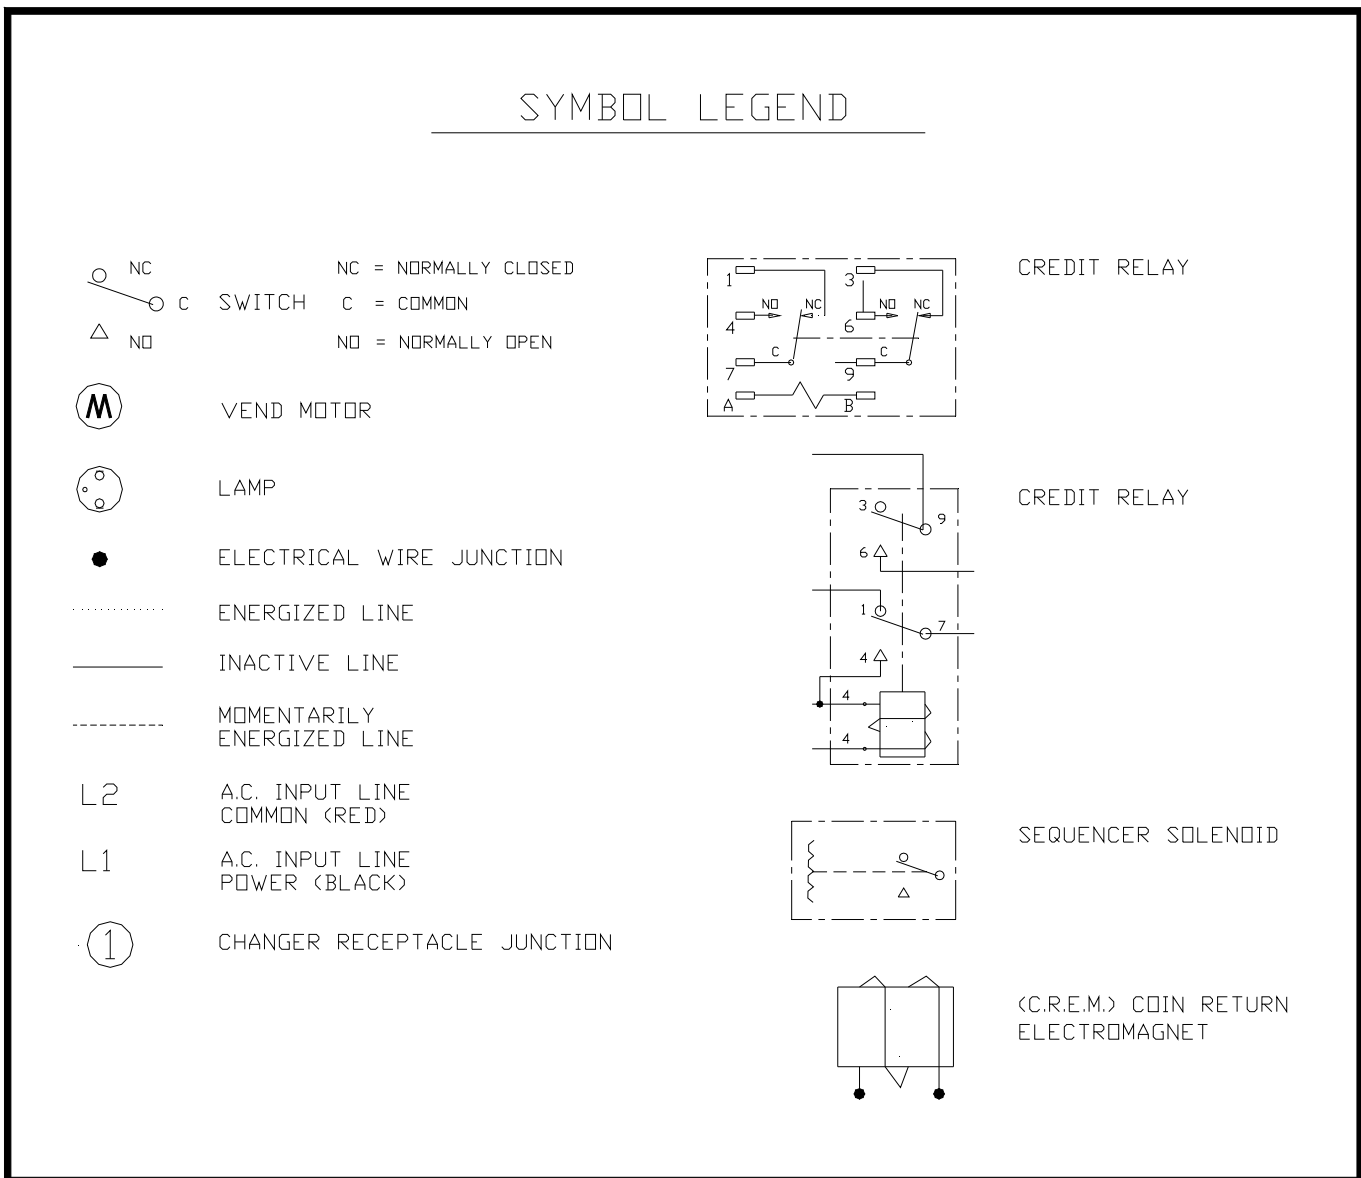 SYMBOL LEGEND
NC
NC = NORMALLY CLOSED
C SWITCH C = COMMON
NO
NO = NORMALLY OPEN
M
VEND MOTOR
LAMP
ELECTRICAL WIRE JUNCTION
ENERGIZED LINE
INACTIVE LINE
MOMENTARILY
ENERGIZED LINE
L2
A.C. INPUT LINE
COMMON (RED)
L1
A.C. INPUT LINE
POWER (BLACK)
1
CHANGER RECEPTACLE JUNCTION
1 3
NO NC NO NC
4 6
C C
7 9
A B
CREDIT RELAY
3 9
6
1 7
4
4
4
CREDIT RELAY
SEQUENCER SOLENOID
(C.R.E.M.) COIN RETURN
ELECTROMAGNET